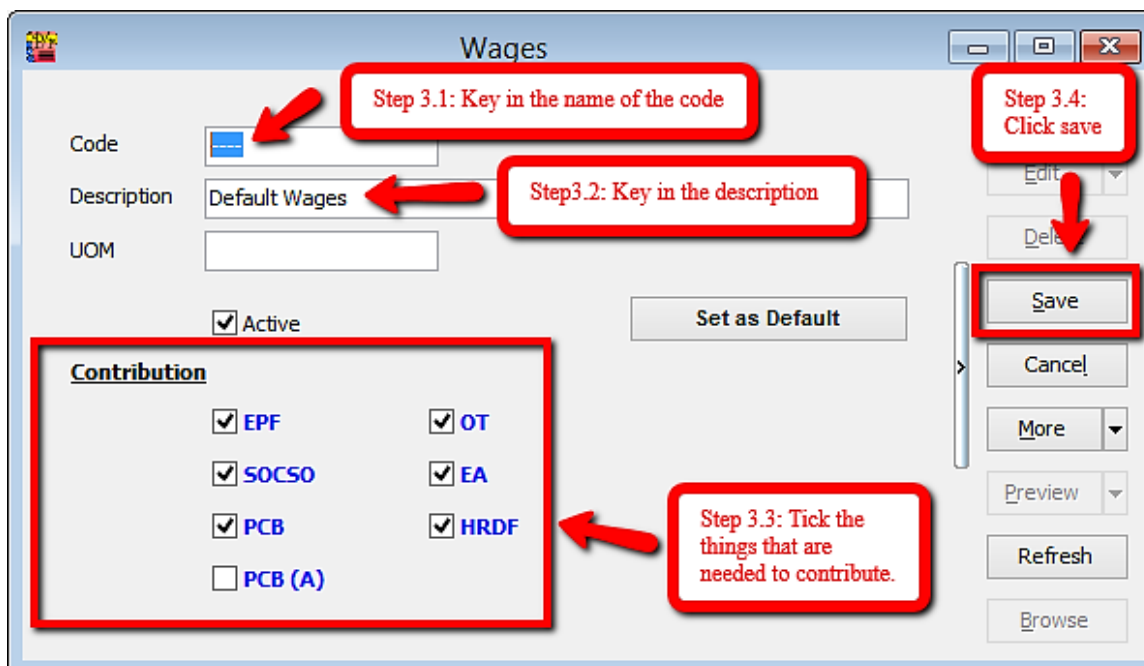 Wages
Step 3.1: Key in the name of the code
Step 3.4:
Click save
Code
----
Edit
Description
Default Wages
Step3.2: Key in the description
UOM
Save
Active
Set as Default
Contribution
Cancel
>
EPF
OT
More
SOCSO
EA
Preview
PCB
HRDF
Step 3.3: Tick the
things that are
needed to contribute.
Refresh
PCB (A)
Browse